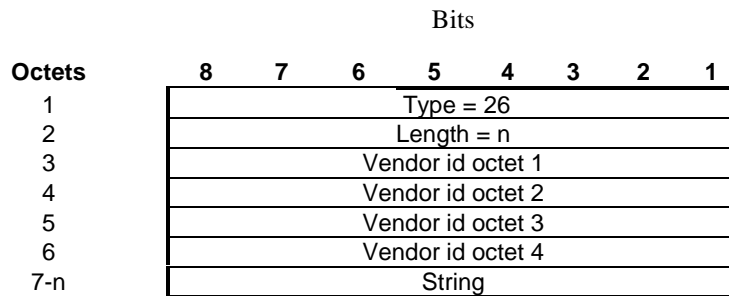 Bits
Octets 8 7 6 5 4 3 2 1
1 Type = 26
2 Length = n
3 Vendor id octet 1
4 Vendor id octet 2
5 Vendor id octet 3
6 Vendor id octet 4
7-n String